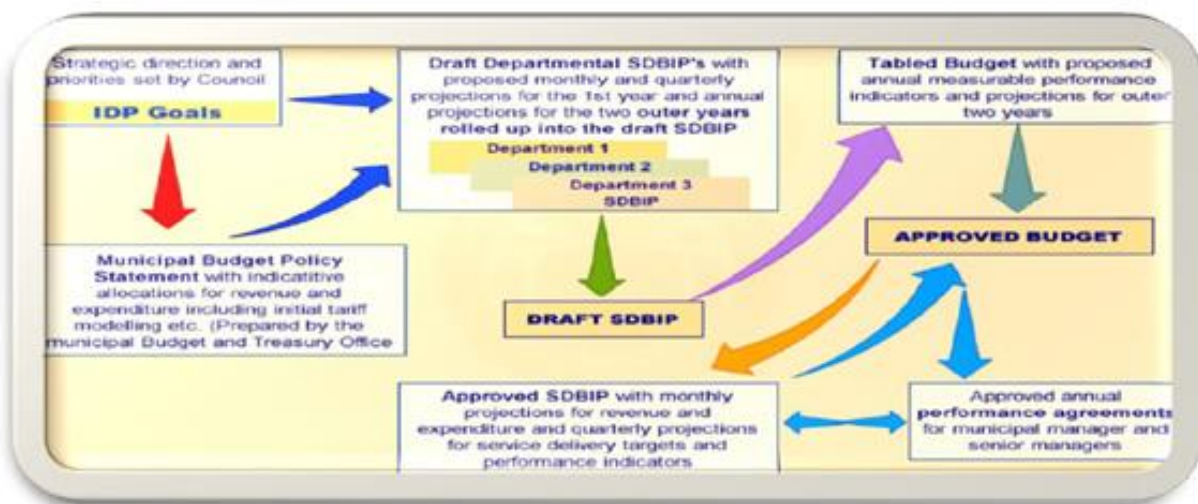 Strategic direction and
priorities set by Council
IDP Goals
Draft Departmental SDBIP's with
proposed monthly and quarterly
projections for the 1st year and annual
projections for the two outer years
rolled up into the draft SDBIP
Department 1
Department 2
Department 3
SDBIP
Tabled Budget with proposed
annual measurable performance
indicators and projections for outer
two years
Municipal Budget Policy
Statement with indicatitive
allocations for revenue and
expenditure including initial tariff
modelling etc. (Prepared by the
municipal Budget and Treasury Office
DRAFT SDBIP
APPROVED BUDGET
Approved SDBIP with monthly
projections for revenue and
expenditure and quarterly projections
for service delivery targets and
performance indicators
Approved annual
performance agreements
for municipal manager and
senior managers